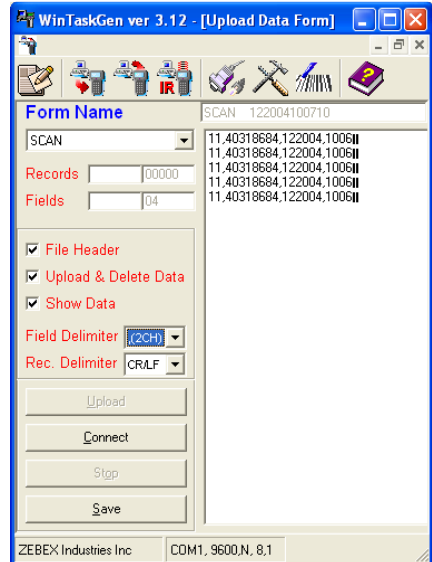 WinTaskGen ver 3.12 - [Upload Data Form]
IR
Form Name
SCAN 122004100710
SCAN
Records 00000
Fields 04
File Header
Upload & Delete Data
Show Data
Field Delimiter ,(2CH)
Rec. Delimiter CR/LF
Upload
Connect
Stop
Save
11,40318684,122004,1006
11,40318684,122004,1006
11,40318684,122004,1006
11,40318684,122004,1006
11,40318684,122004,1006
ZEBEX Industries Inc COM1, 9600,N, 8,1